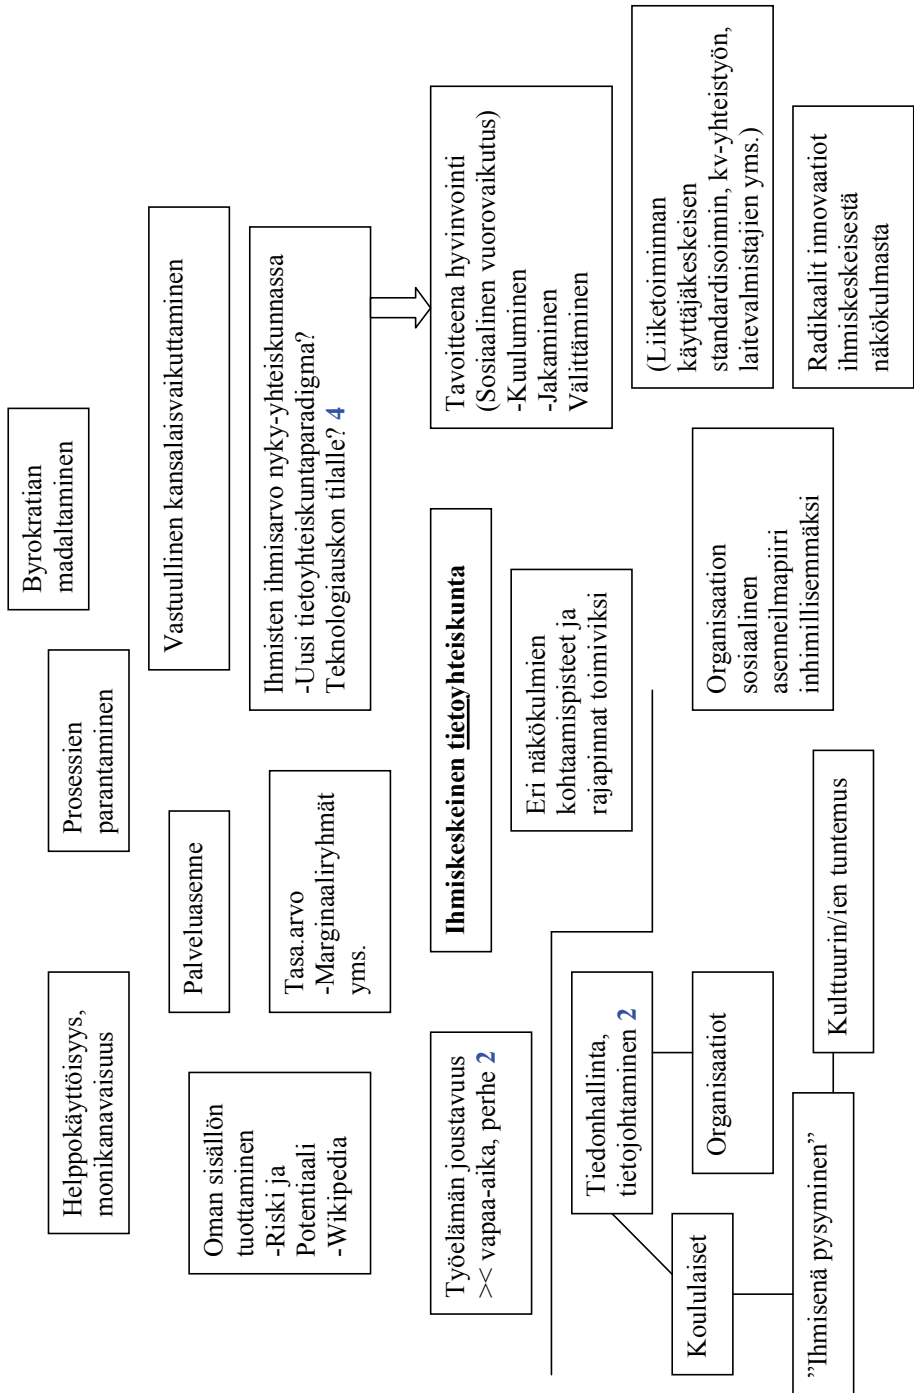 Helppokäyttöisyys,
monikanavaisuus
Prosessien
parantaminen
Byrokratian
madaltaminen
Palveluasenne
Vastuullinen kansalaisvaikuttaminen
Oman sisällön
tuottaminen
-Riski ja
Potentiaali
-Wikipedia
Tasa.arvo
-Marginaaliryhmät
yms.
Ihmisten ihmisarvo nyky-yhteiskunnassa
-Uusi tietoyhteiskuntaparadigma?
Teknologiauskon tilalle? 4
Työelämän joustavuus
>< vapaa-aika, perhe 2
Ihmiskeskeinen tietoyhteiskunta
Tavoitteena hyvinvointi
(Sosiaalinen vuorovaikutus)
-Kuuluminen
-Jakaminen
Välittäminen
Eri näkökulmien
kohtaamispisteet ja
rajapinnat toimiviksi
Tiedonhallinta,
tietojohtaminen 2
Koululaiset
Organisaatiot
Organisaation
sosiaalinen
asenneilmapiiri
inhimillisemmäksi
(Liiketoiminnan
käyttäjäkeskeisen
standardisoinnin, kv-yhteistyön,
laitevalmistajien yms.)
"Ihmisenä pysyminen"
Kulttuurin/ien tuntemus
Radikaalit innovaatiot
ihmiskeskeisestä
näkökulmasta